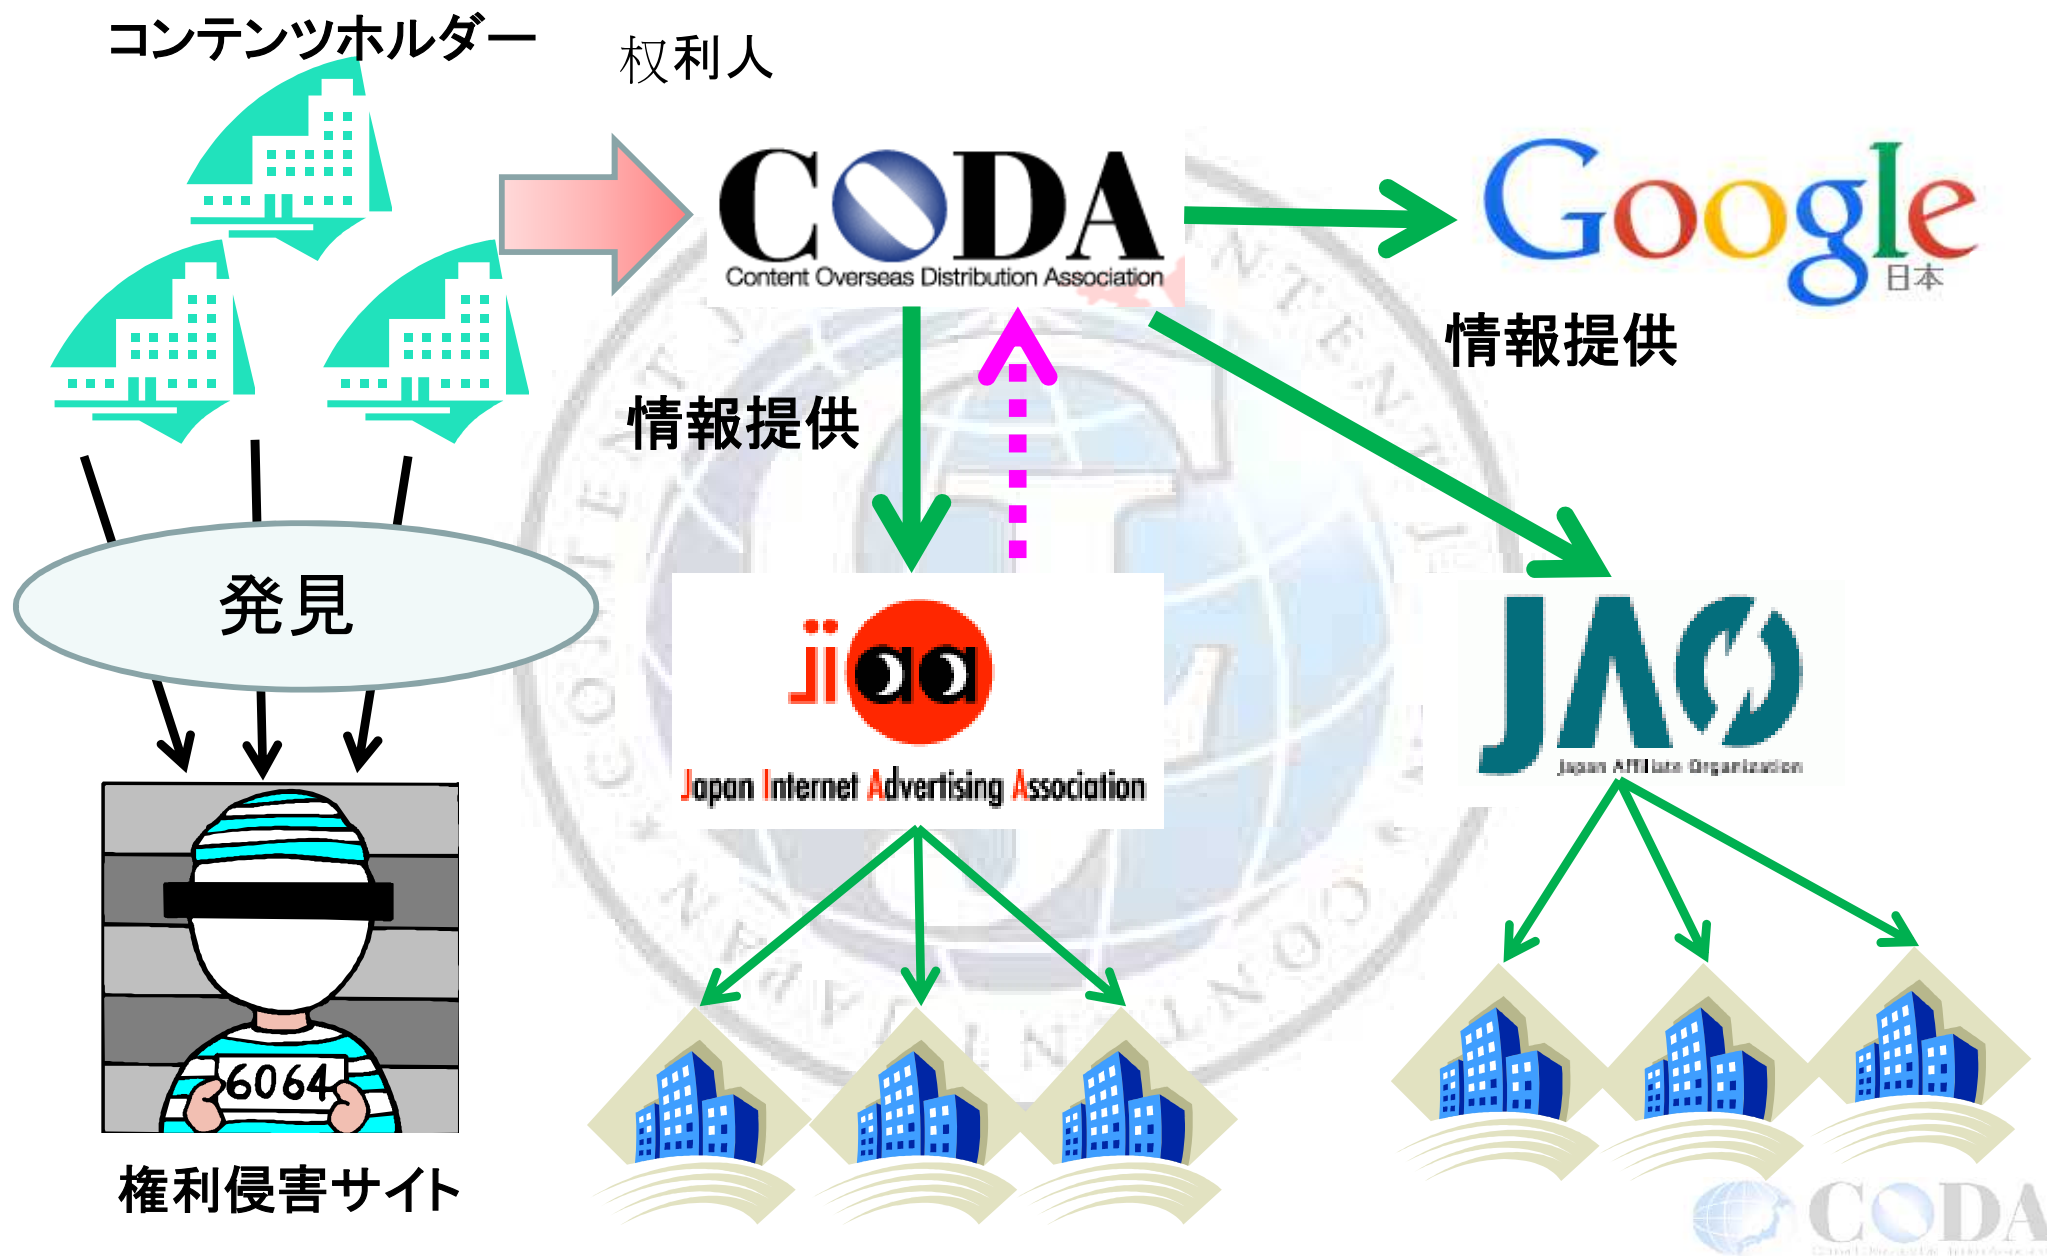 コンテンツホルダー
权利人
CODA
Content Overseas Distribution Association
Google
日本
情報提供
情報提供
発見
jiaa
Japan Internet Advertising Association
JAO
Japan Affiliate Organization
6064
権利侵害サイト
CODA